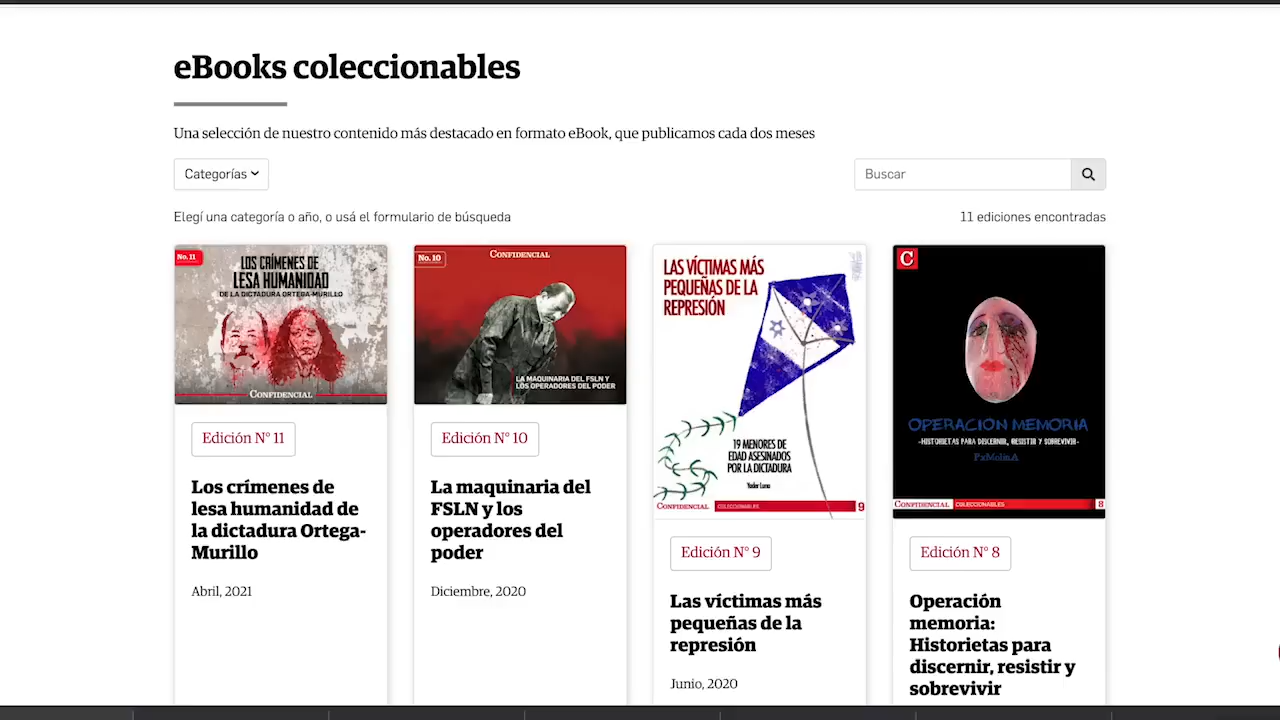 eBooks coleccionables
Una selección de nuestro contenido más destacado en formato eBook, que publicamos cada dos meses
Categorías
Buscar
Elegí una categoría o año, o usá el formulario de búsqueda
11 ediciones encontradas
No. 11
LOS CRÍMENES DE
LESA HUMANIDAD
DE LA DICTADURA ORTEGA-MURILLO
CONFIDENCIAL
Edición N° 11
Los crímenes de
lesa humanidad de
la dictadura Ortega-
Murillo
Abril, 2021
No. 10
CONFIDENCIAL
LA MAQUINARIA DEL FSLN Y
LOS OPERADORES DEL PODER
Edición N° 10
La maquinaria del
FSLN y los
operadores del
poder
Diciembre, 2020
LAS VÍCTIMAS MÁS
PEQUEÑAS DE LA
REPRESIÓN
19 MENORES DE
EDAD ASESINADOS
POR LA DICTADURA
Yader Luna
CONFIDENCIAL COLECCIONABLES 9
Edición N° 9
Las víctimas más
pequeñas de la
represión
Junio, 2020
C
OPERACION MEMORIA
-HISTORIETAS PARA DISCERNIR, RESISTIR Y SOBREVIVIR-
PxMolinA
CONFIDENCIAL COLECCIONABLES 8
Edición N° 8
Operación
memoria:
Historietas para
discernir, resistir y
sobrevivir